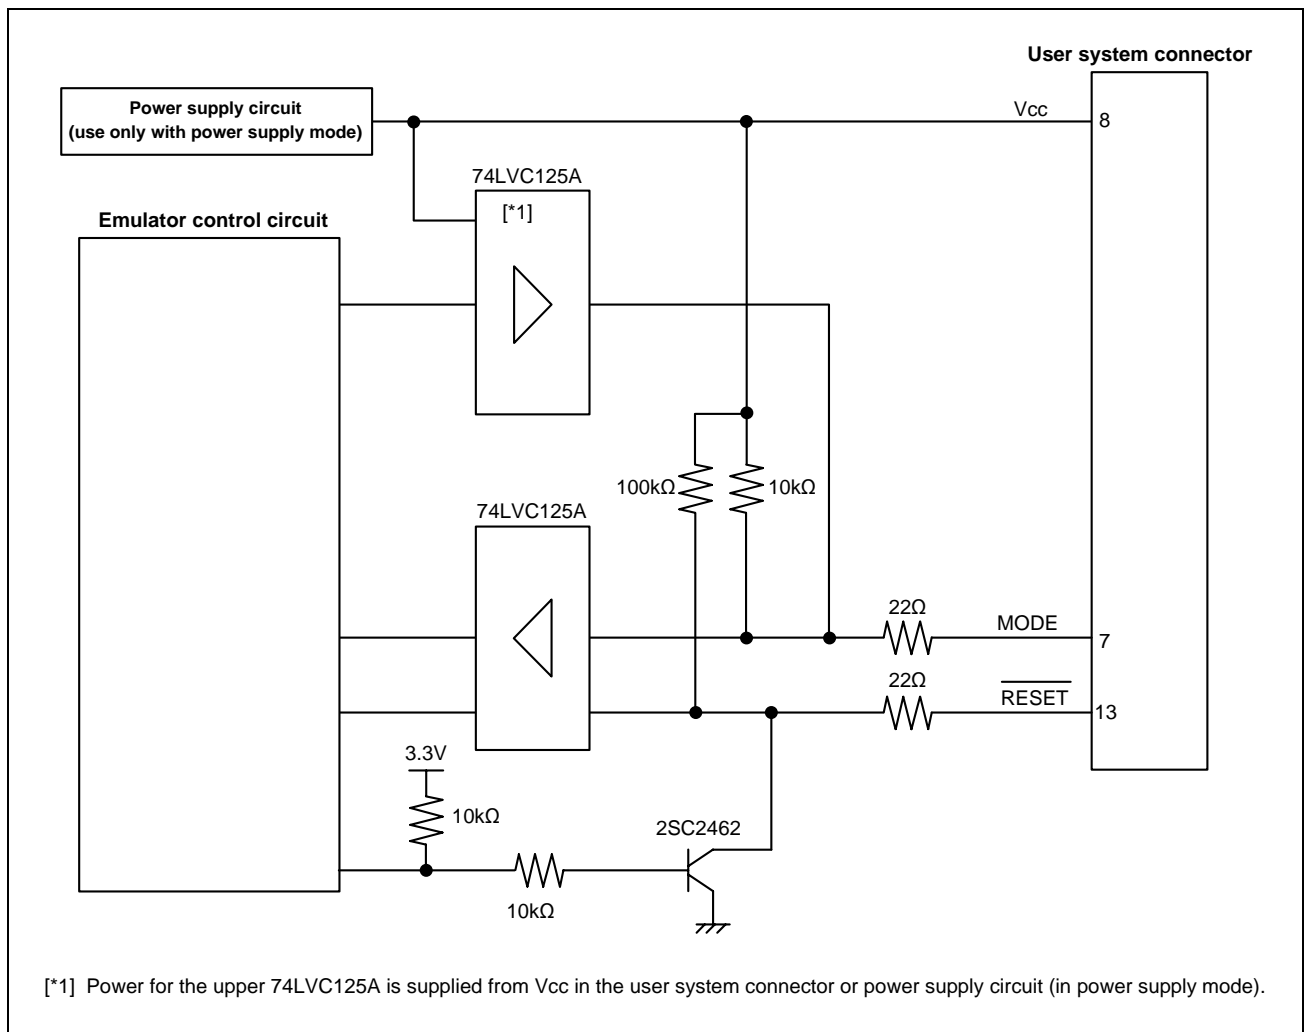 User system connector
Power supply circuit
(use only with power supply mode)
Vcc
8
74LVC125A
[*1]
Emulator control circuit
100kΩ
10kΩ
74LVC125A
22Ω
MODE
7
22Ω
RESET
13
3.3V
10kΩ
2SC2462
10kΩ
[*1] Power for the upper 74LVC125A is supplied from Vcc in the user system connector or power supply circuit (in power supply mode).